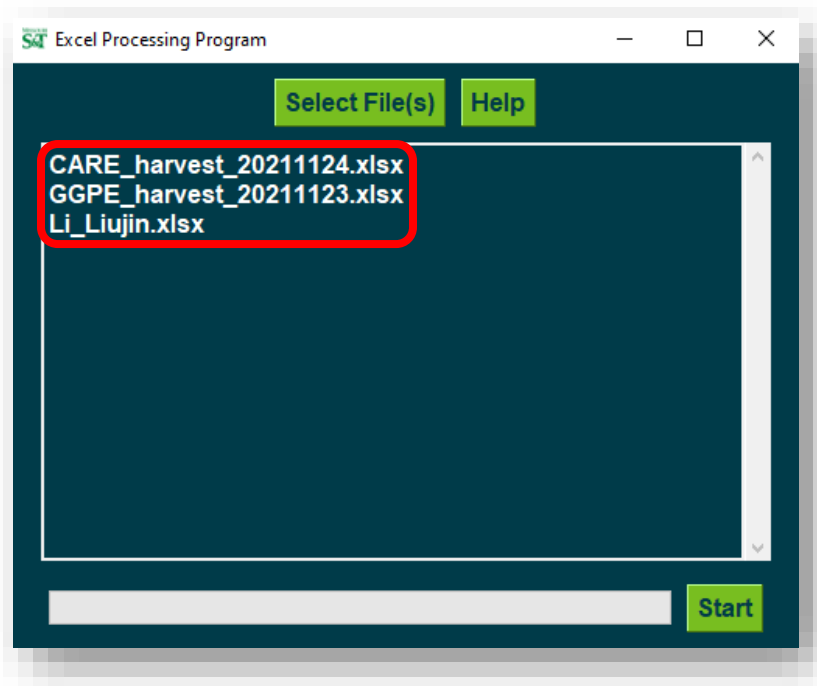 S&T Excel Processing Program
Select File(s) Help
CARE_harvest_20211124.xlsx
GGPE_harvest_20211123.xlsx
Li_Liujin.xlsx
Start